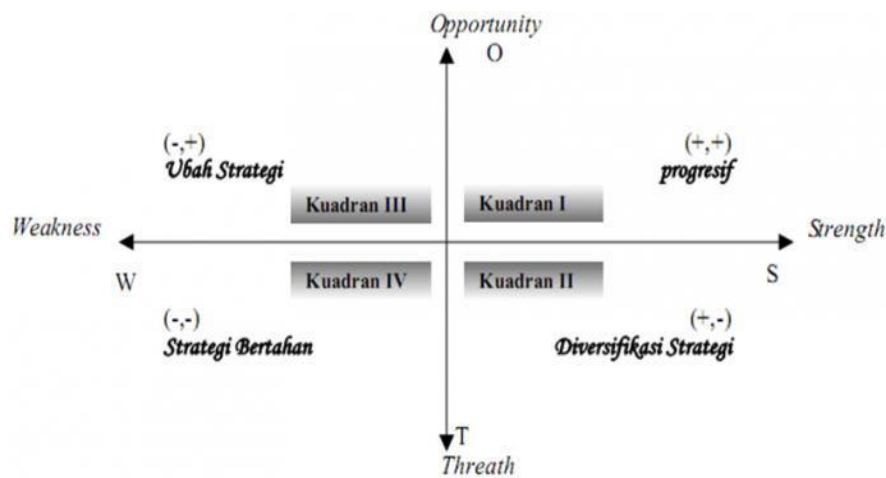 Opportunity
O
(-,+)
Ubah Strategi
(+,+)
progresif
Kuadran III
Kuadran I
Weakness
Strength
W
Kuadran IV
Kuadran II
S
(-,-)
Strategi Bertahan
(+,-)
Diversifikasi Strategi
T
Threath